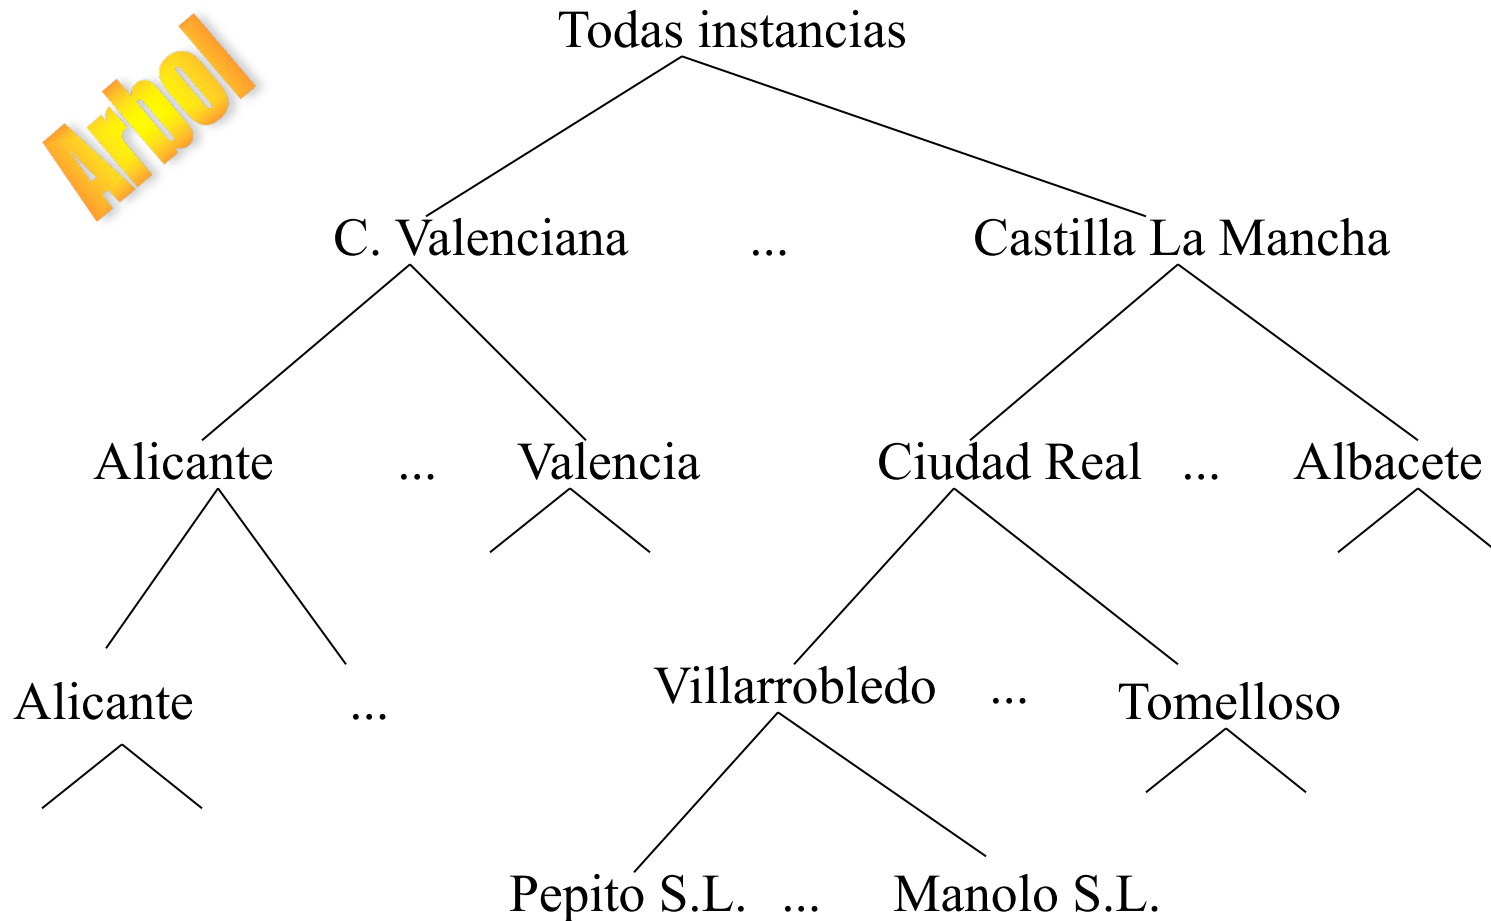 Arbol
Todas instancias
C. Valenciana ... Castilla La Mancha
Alicante ... Valencia Ciudad Real ... Albacete
Alicante ... Villarrobledo ... Tomelloso
Pepito S.L. ... Manolo S.L.